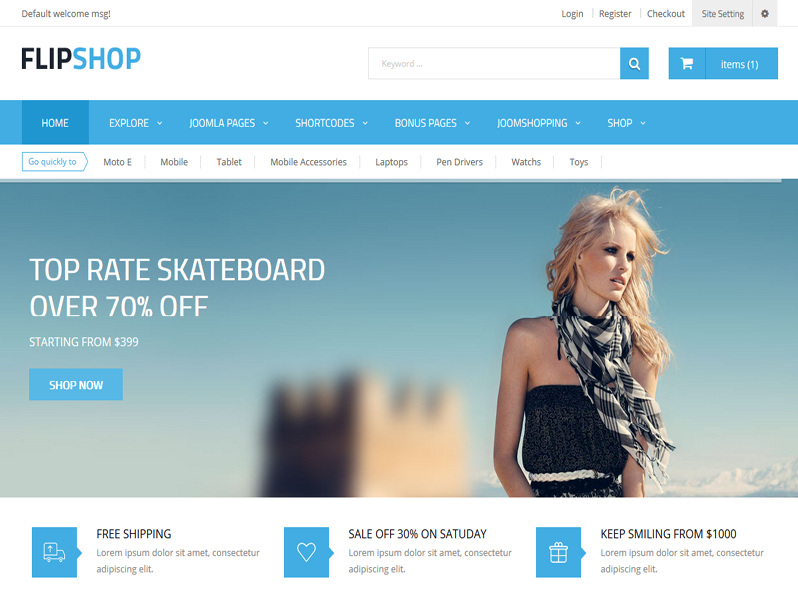 Default welcome msg!
Login Register Checkout Site Setting
FLIPSHOP
Keyword ...
items (1)
HOME EXPLORE JOOMLA PAGES SHORTCODES BONUS PAGES JOOMSHOPPING SHOP
Go quickly to Moto E Mobile Tablet Mobile Accessories Laptops Pen Drivers Watchs Toys
TOP RATE SKATEBOARD
OVER 70% OFF
STARTING FROM $399
SHOP NOW
FREE SHIPPING
Lorem ipsum dolor sit amet, consectetur
adipiscing elit.
SALE OFF 30% ON SATUDAY
Lorem ipsum dolor sit amet, consectetur
adipiscing elit.
KEEP SMILING FROM $1000
Lorem ipsum dolor sit amet, consectetur
adipiscing elit.